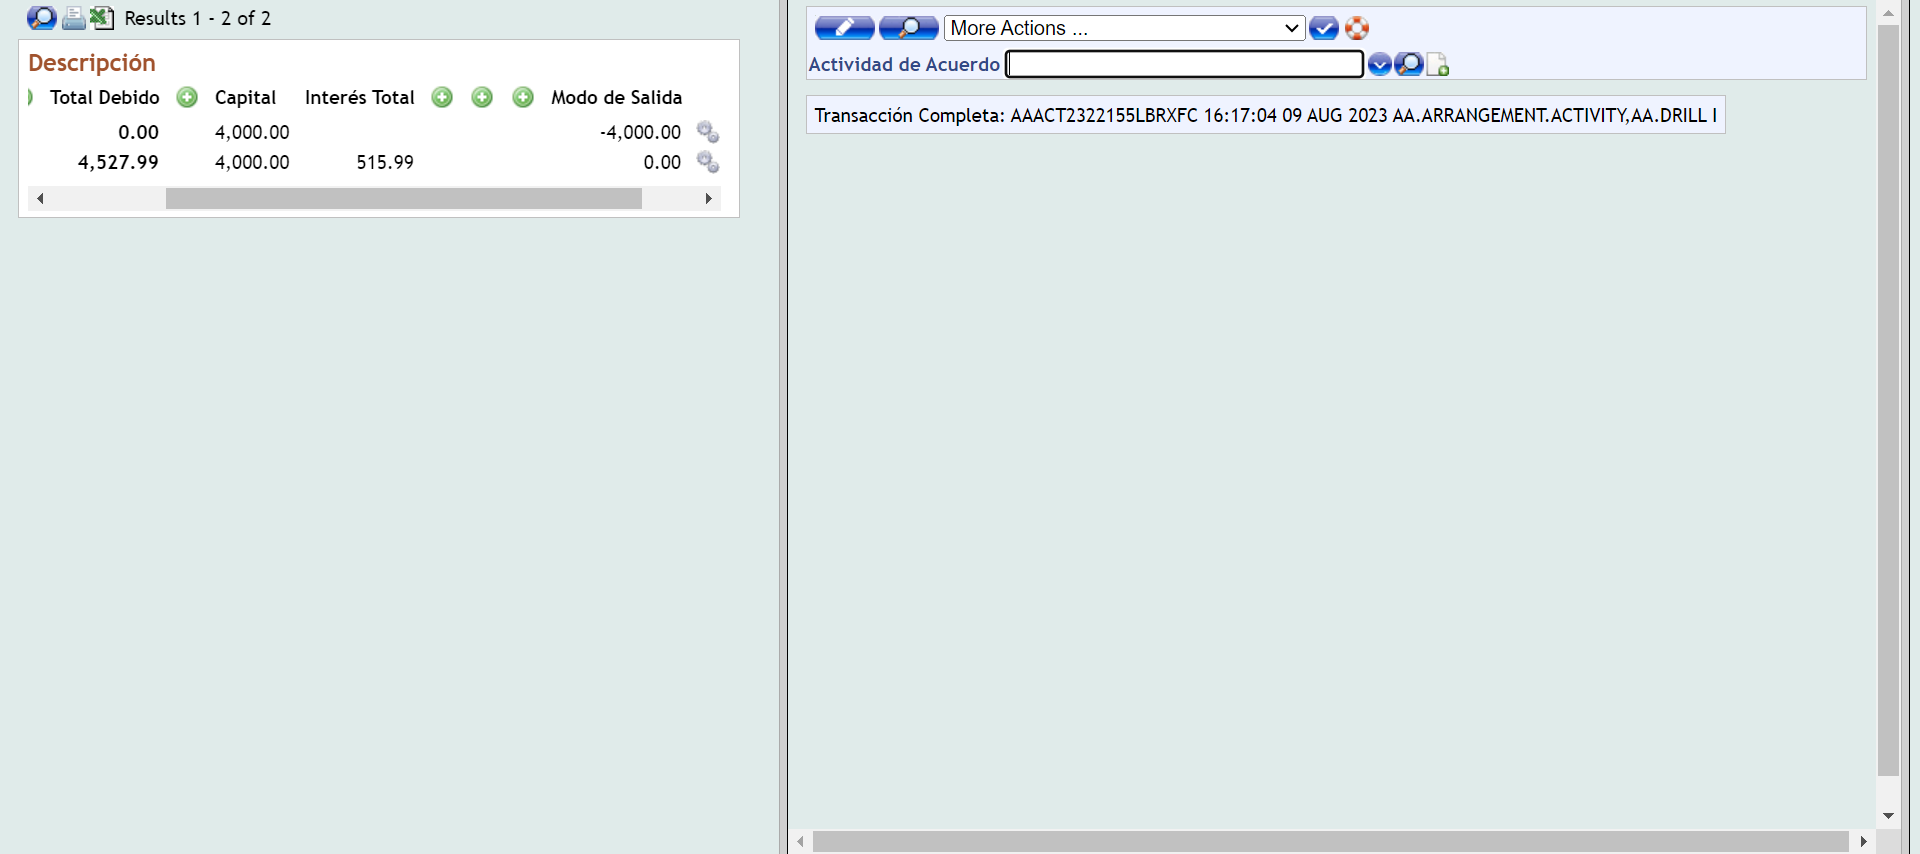 Results 1 - 2 of 2
Descripción
Total Debido Capital Interés Total Modo de Salida
0.00 4,000.00 -4,000.00
4,527.99 4,000.00 515.99 0.00
More Actions ...
Actividad de Acuerdo
Transacción Completa: AAACT2322155LBRXFC 16:17:04 09 AUG 2023 AA.ARRANGEMENT.ACTIVITY,AA.DRILL I